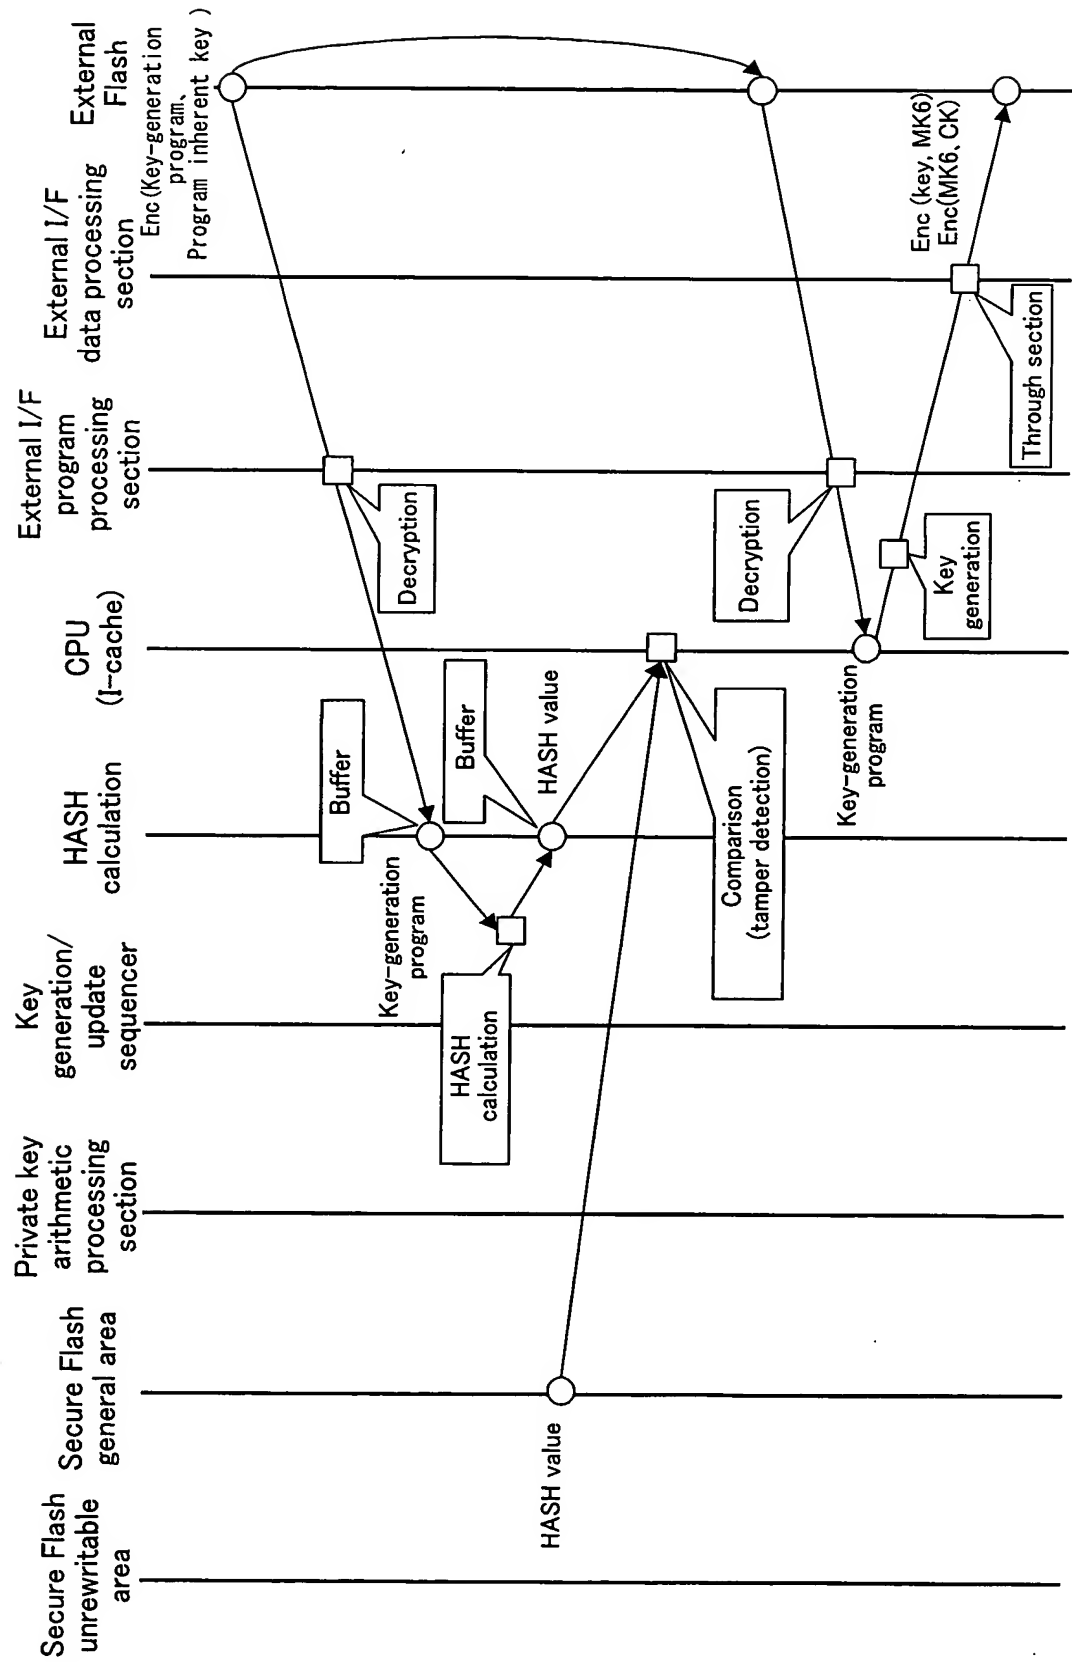 Secure Flash
unrewritable
area
Secure Flash
general area
Private key
arithmetic
processing
section
Key
generation/
update
sequencer
HASH
calculation
CPU
(I-cache)
External I/F
program
processing
section
External I/F
data processing
section
External
Flash
Enc(Key-generation
program、
Program inherent key )
Decryption
Buffer
Key-generation
program
HASH
calculation
Buffer
HASH value
HASH value
Comparison
(tamper detection)
Decryption
Key-generation
program
Key
generation
Through section
Enc (key, MK6)
Enc(MK6、CK)